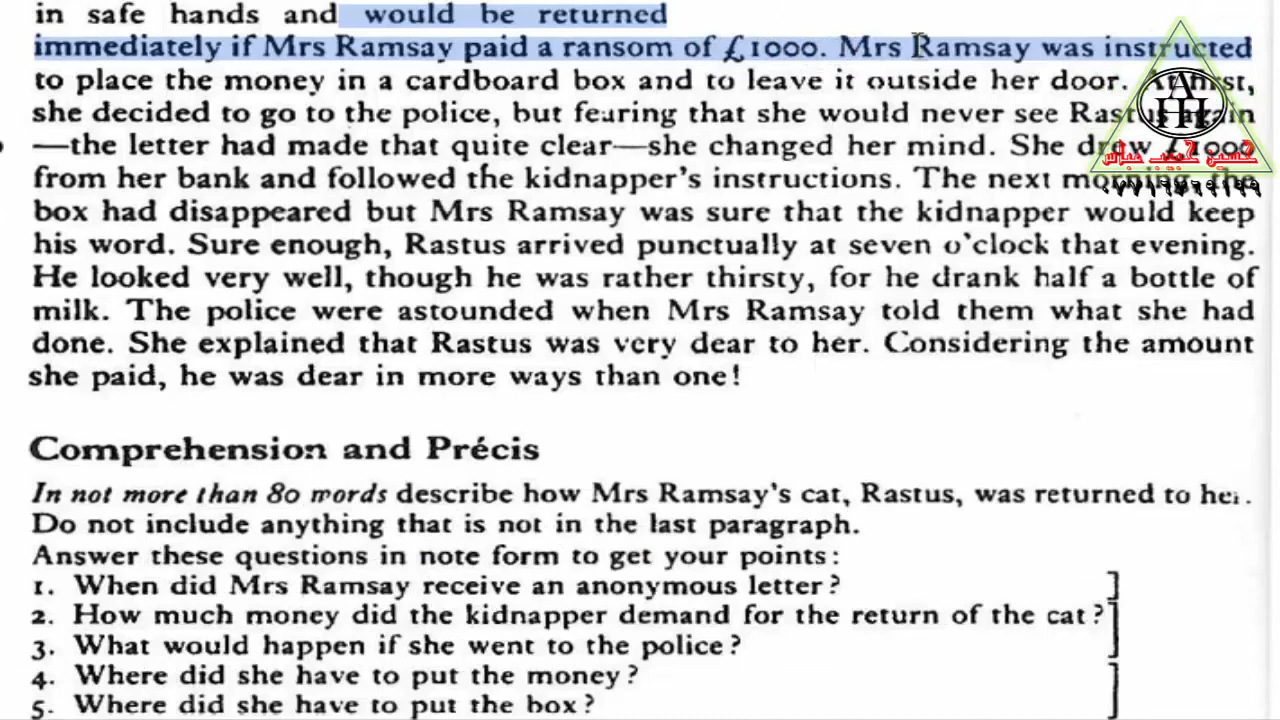 in safe hands and would be returned
immediately if Mrs Ramsay paid a ransom of £1000. Mrs Ramsay was instructed
to place the money in a cardboard box and to leave it outside her door. At first,
she decided to go to the police, but fearing that she would never see Rastus again
—the letter had made that quite clear—she changed her mind. She drew £1000
from her bank and followed the kidnapper's instructions. The next morning, the
box had disappeared but Mrs Ramsay was sure that the kidnapper would keep
his word. Sure enough, Rastus arrived punctually at seven o'clock that evening.
He looked very well, though he was rather thirsty, for he drank half a bottle of
milk. The police were astounded when Mrs Ramsay told them what she had
done. She explained that Rastus was very dear to her. Considering the amount
she paid, he was dear in more ways than one!
Comprehension and Précis
In not more than 80 words describe how Mrs Ramsay's cat, Rastus, was returned to her.
Do not include anything that is not in the last paragraph.
Answer these questions in note form to get your points:
1. When did Mrs Ramsay receive an anonymous letter?
2. How much money did the kidnapper demand for the return of the cat?
3. What would happen if she went to the police?
4. Where did she have to put the money?
5. Where did she have to put the box?
A
HH
حسين حبيب عباس